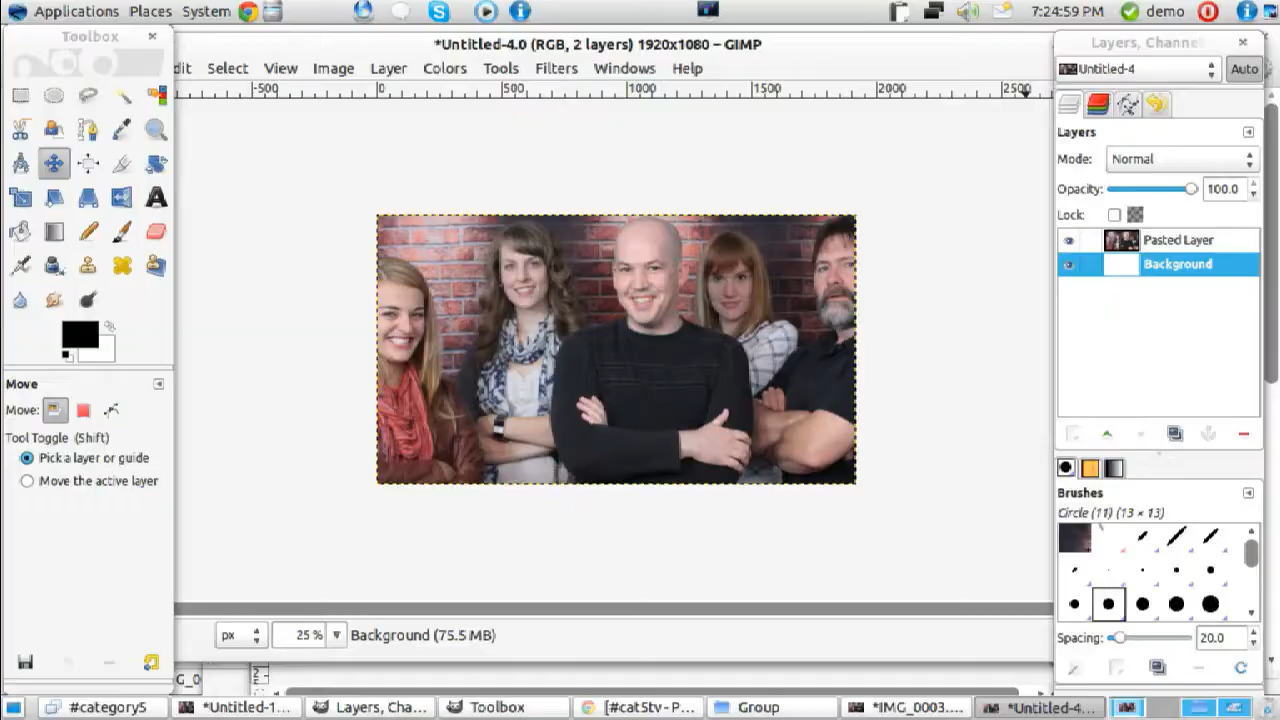 Applications Places System
7:24:59 PM demo
Toolbox
*Untitled-4.0 (RGB, 2 layers) 1920x1080 – GIMP
Layers, Channe
dit Select View Image Layer Colors Tools Filters Windows Help
Untitled-4 Auto
-500 0 500 1000 1500 2000 2500
Layers
Mode: Normal
Opacity: 100.0
Lock:
Pasted Layer
Background
Move
Move:
Tool Toggle (Shift)
Pick a layer or guide
Move the active layer
Brushes
Circle (11) (13 × 13)
Spacing: 20.0
px 25 % Background (75.5 MB)
G_0
#category5 *Untitled-1... Layers, Cha... Toolbox [#cat5tv - P... Group *IMG_0003.... *Untitled-4...